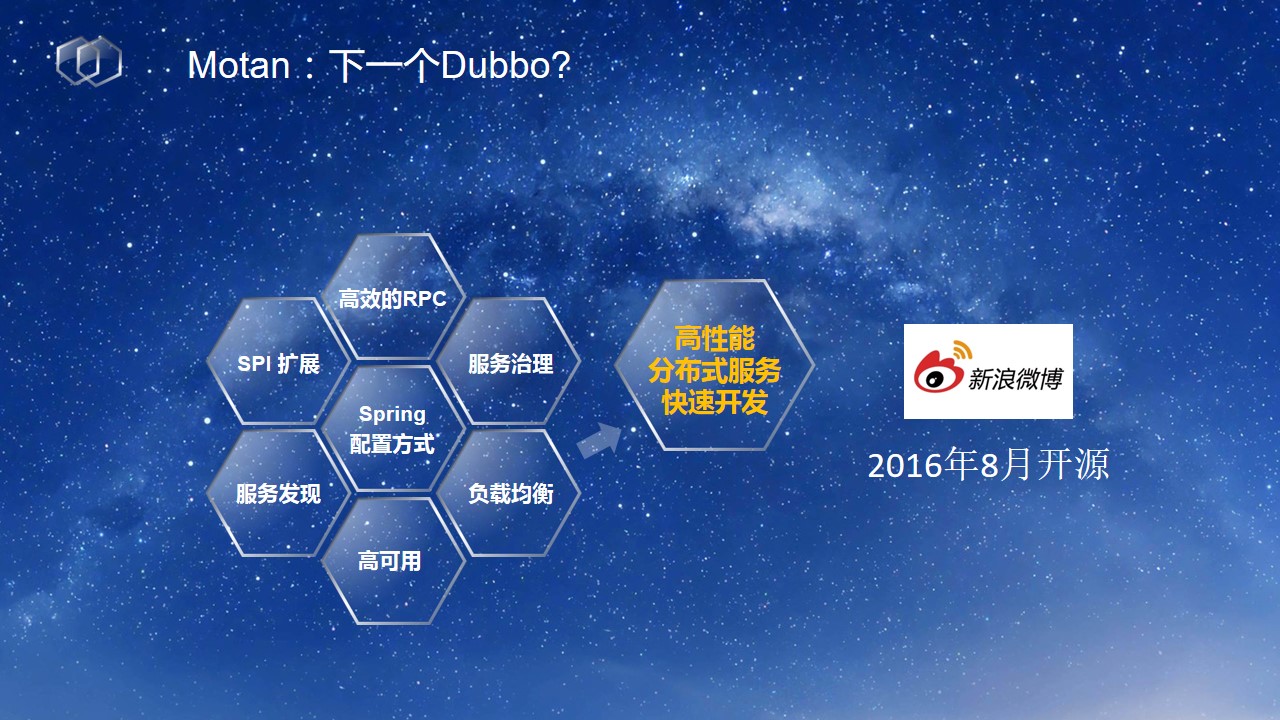 Motan：下一个Dubbo?
高效的RPC
SPI 扩展
服务治理
Spring
配置方式
服务发现
负载均衡
高可用
高性能
分布式服务
快速开发
新浪微博
2016年8月开源